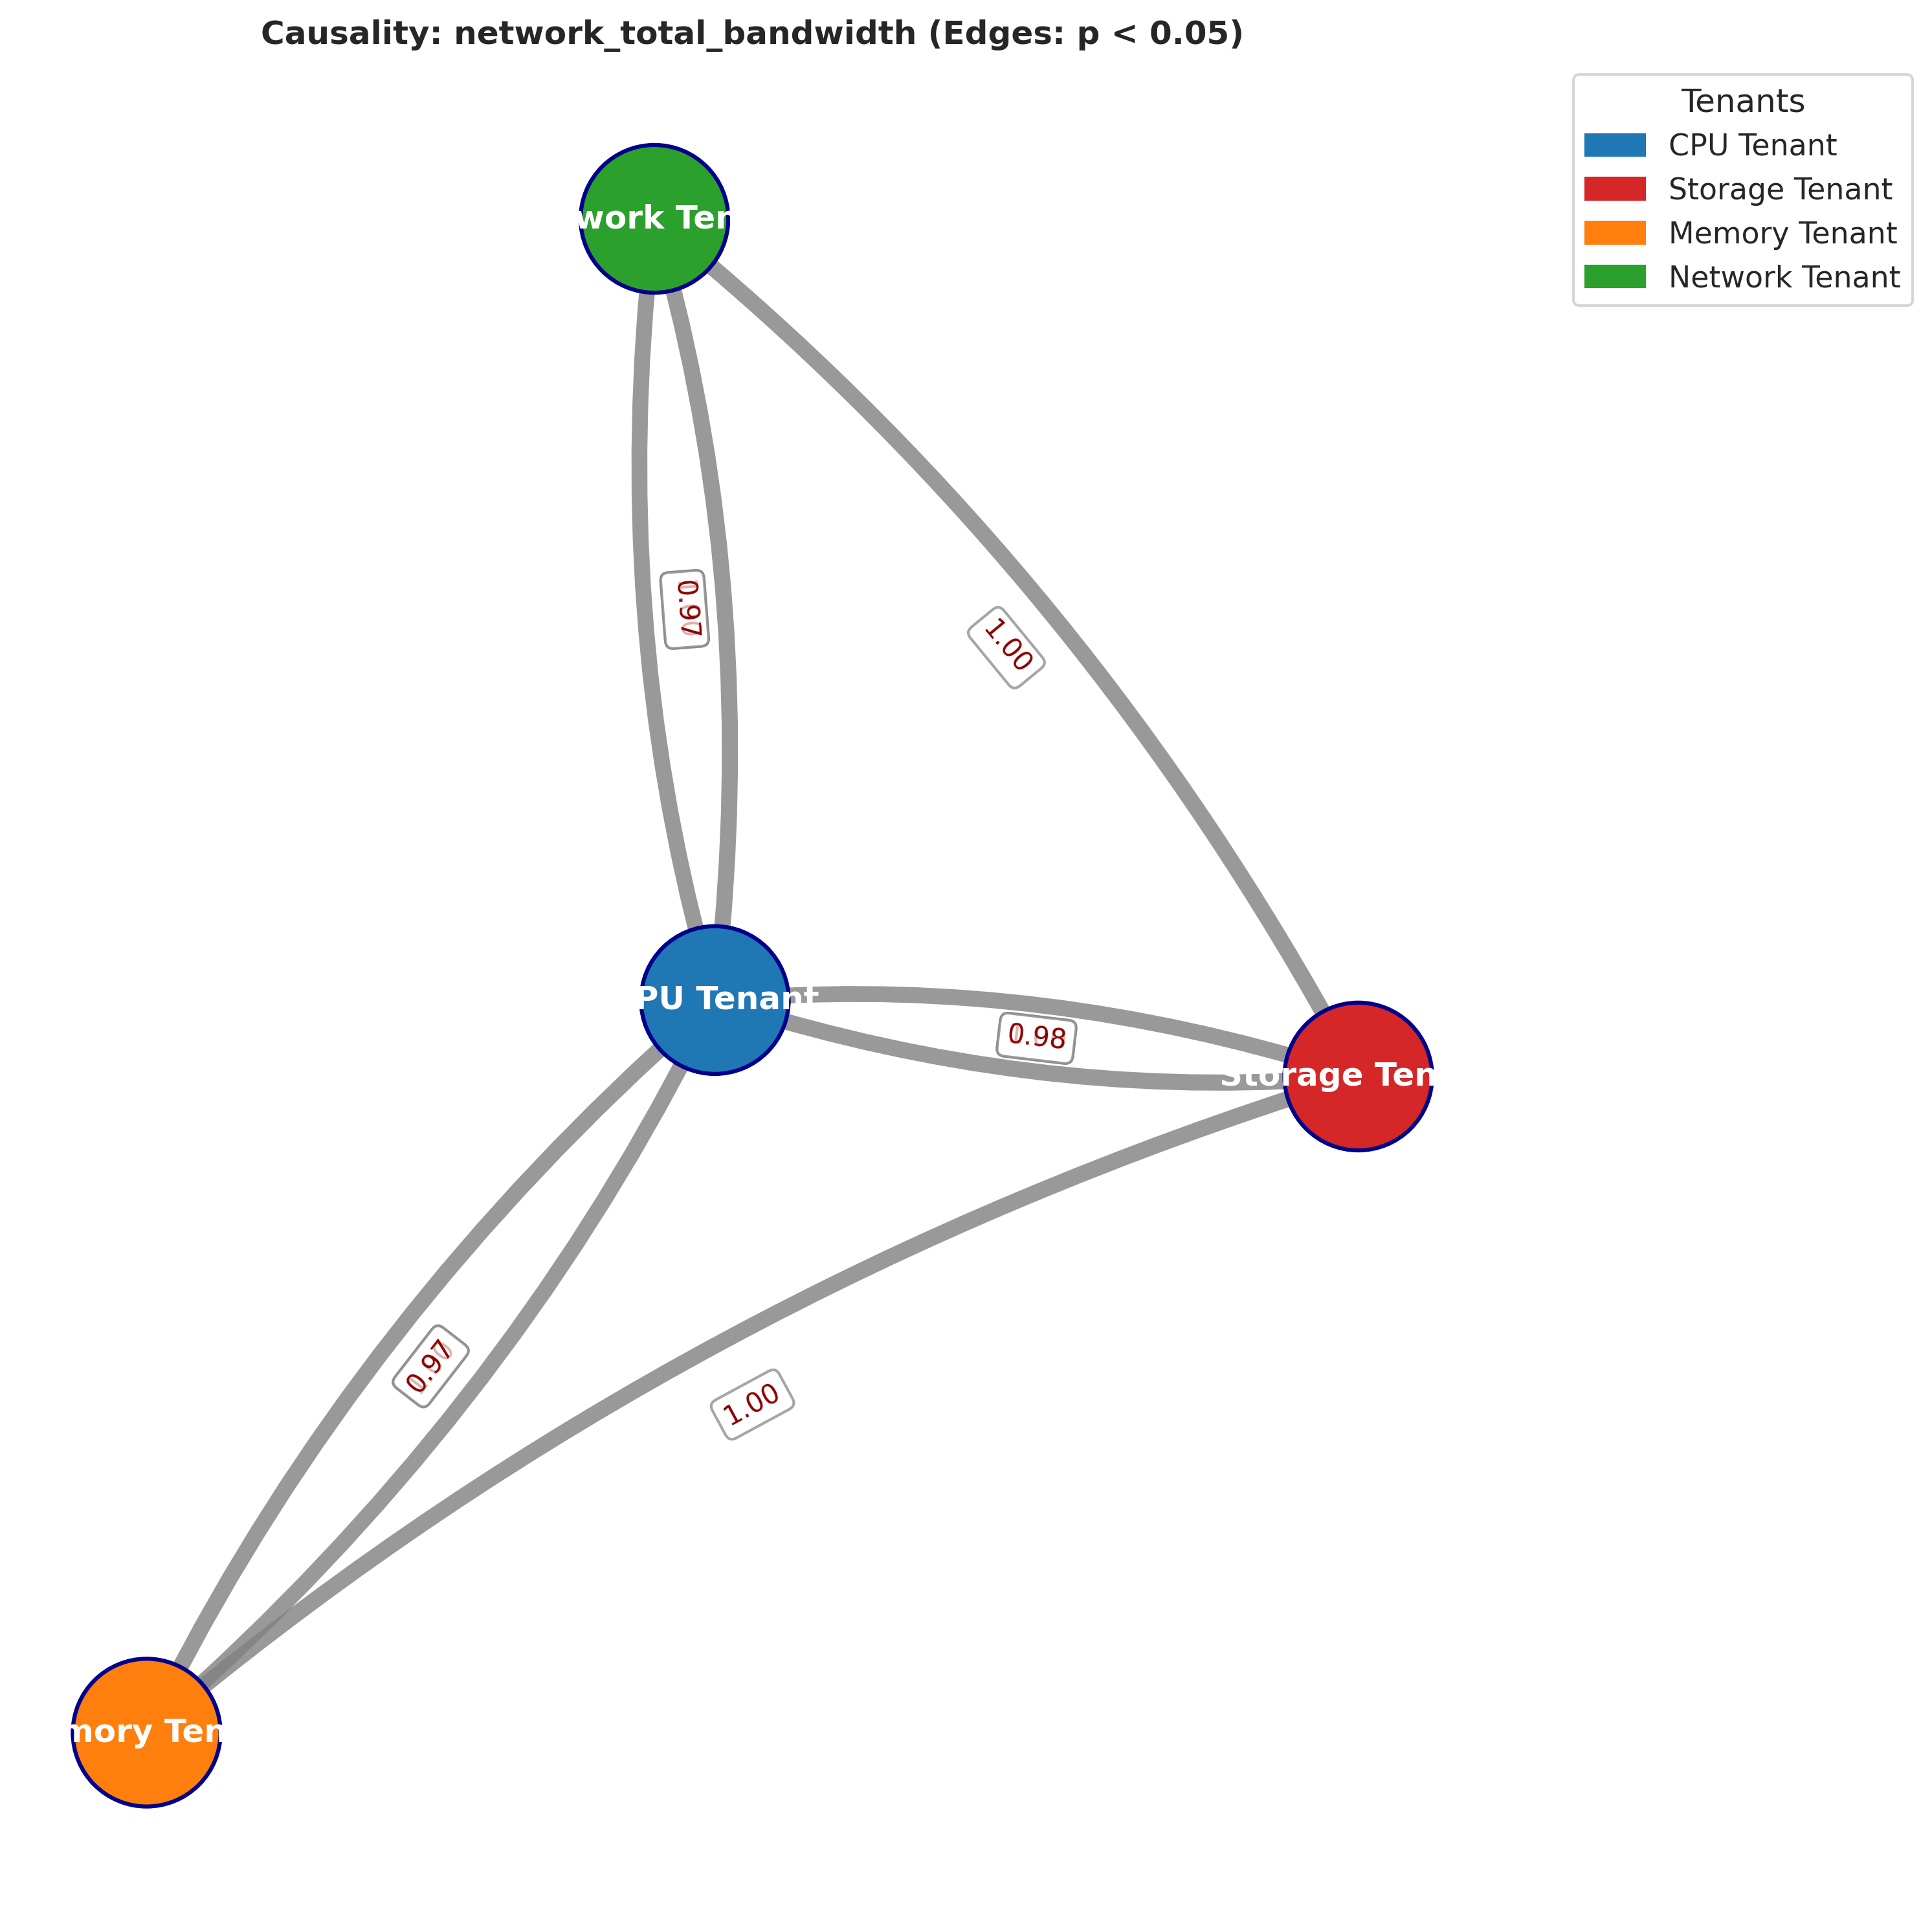 Causality: network_total_bandwidth (Edges: p < 0.05)
Tenants
CPU Tenant
Storage Tenant
Memory Tenant
Network Tenant
work Ten
0.97
1.00
PU Tenant
0.98
Storage Ten
0.97
1.00
mory Ten